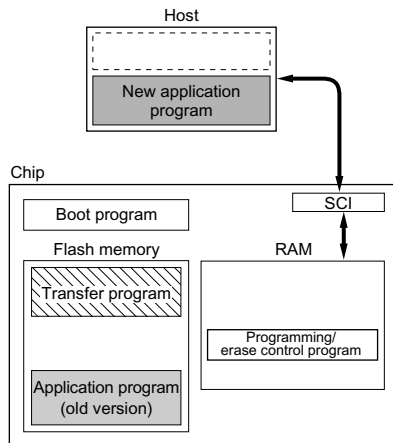 Host
New application
program
Chip
SCI
Boot program
Flash memory
RAM
Transfer program
Programming/
erase control program
Application program
(old version)